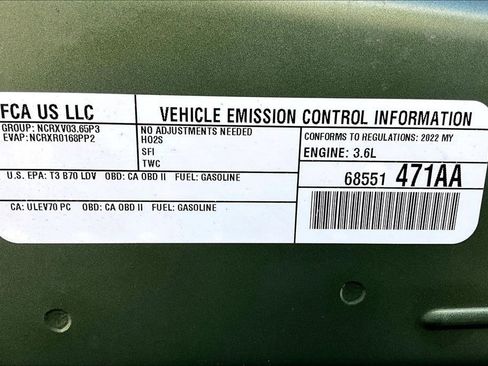 FCA US LLC
VEHICLE EMISSION CONTROL INFORMATION
GROUP: NCRXV03.65P3
EVAP: NCRXR0168PP2
NO ADJUSTMENTS NEEDED
HO2S
SFI
TWC
CONFORMS TO REGULATIONS: 2022 MY
ENGINE: 3.6L
68551 471AA
U.S. EPA: T3 B70 LDV OBD: CA OBD II FUEL: GASOLINE
CA: ULEV70 PC OBD: CA OBD II FUEL: GASOLINE